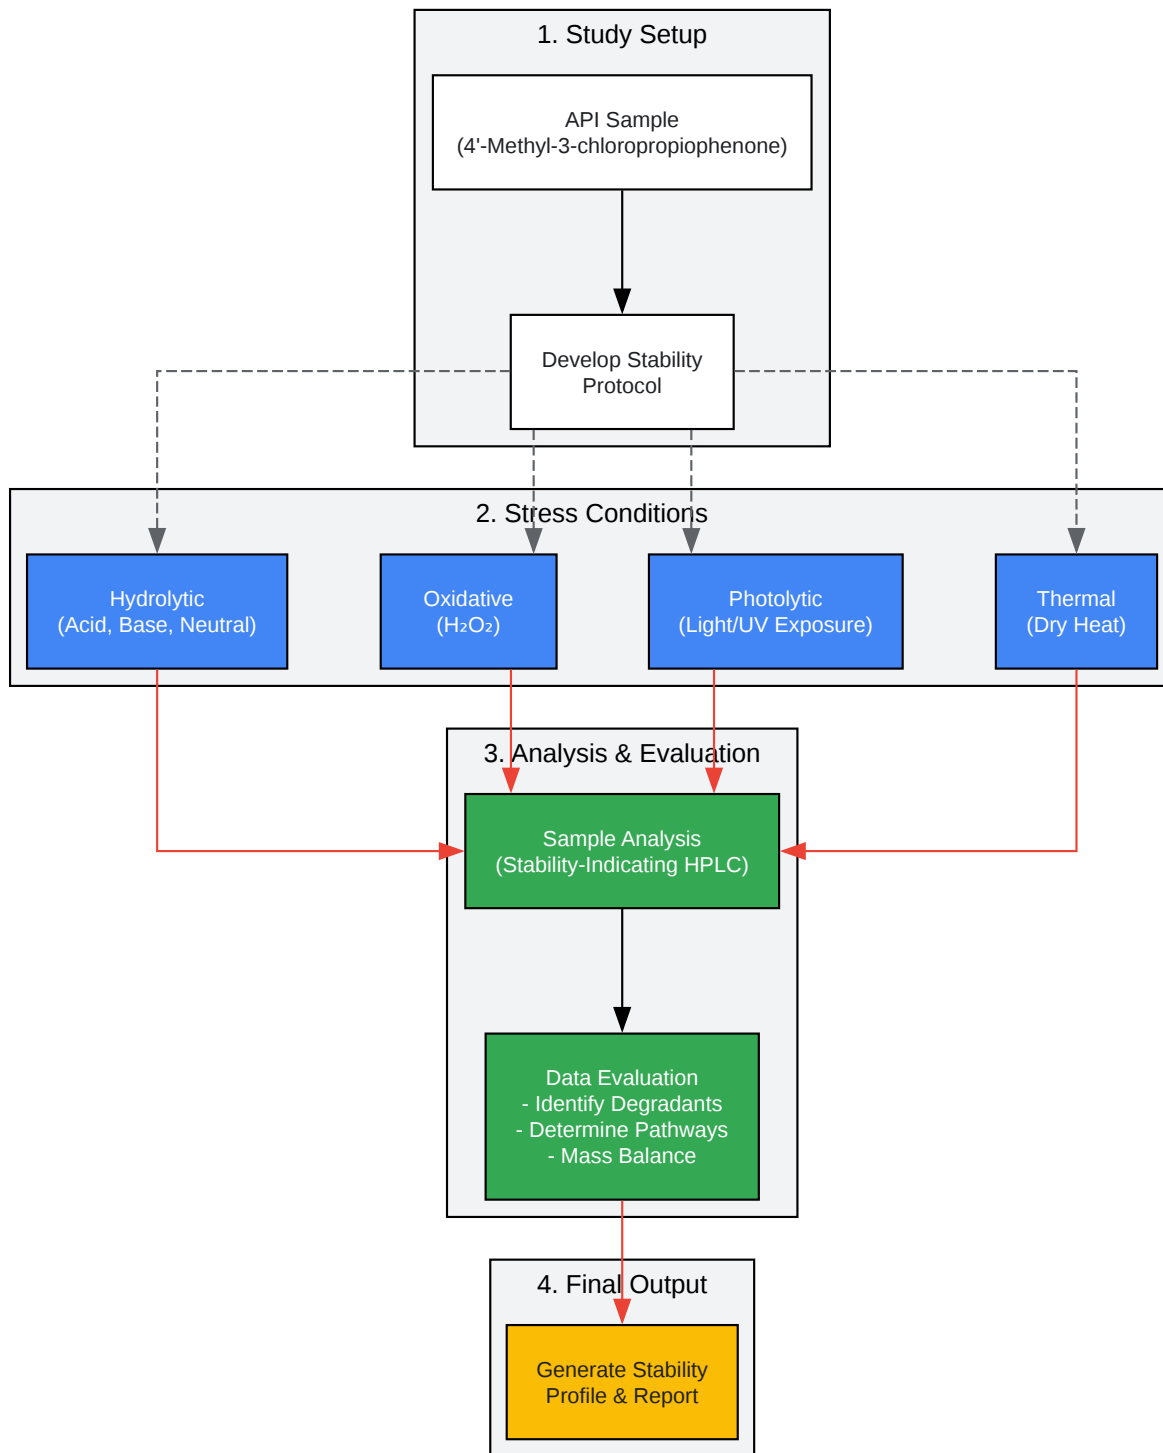 1. Study Setup
API Sample
(4'-Methyl-3-chloropropiophenone)
Develop Stability
Protocol
2. Stress Conditions
Hydrolytic
(Acid, Base, Neutral)
Oxidative
(H₂O₂)
Photolytic
(Light/UV Exposure)
Thermal
(Dry Heat)
3. Analysis & Evaluation
Sample Analysis
(Stability-Indicating HPLC)
Data Evaluation
- Identify Degradants
- Determine Pathways
- Mass Balance
4. Final Output
Generate Stability
Profile & Report